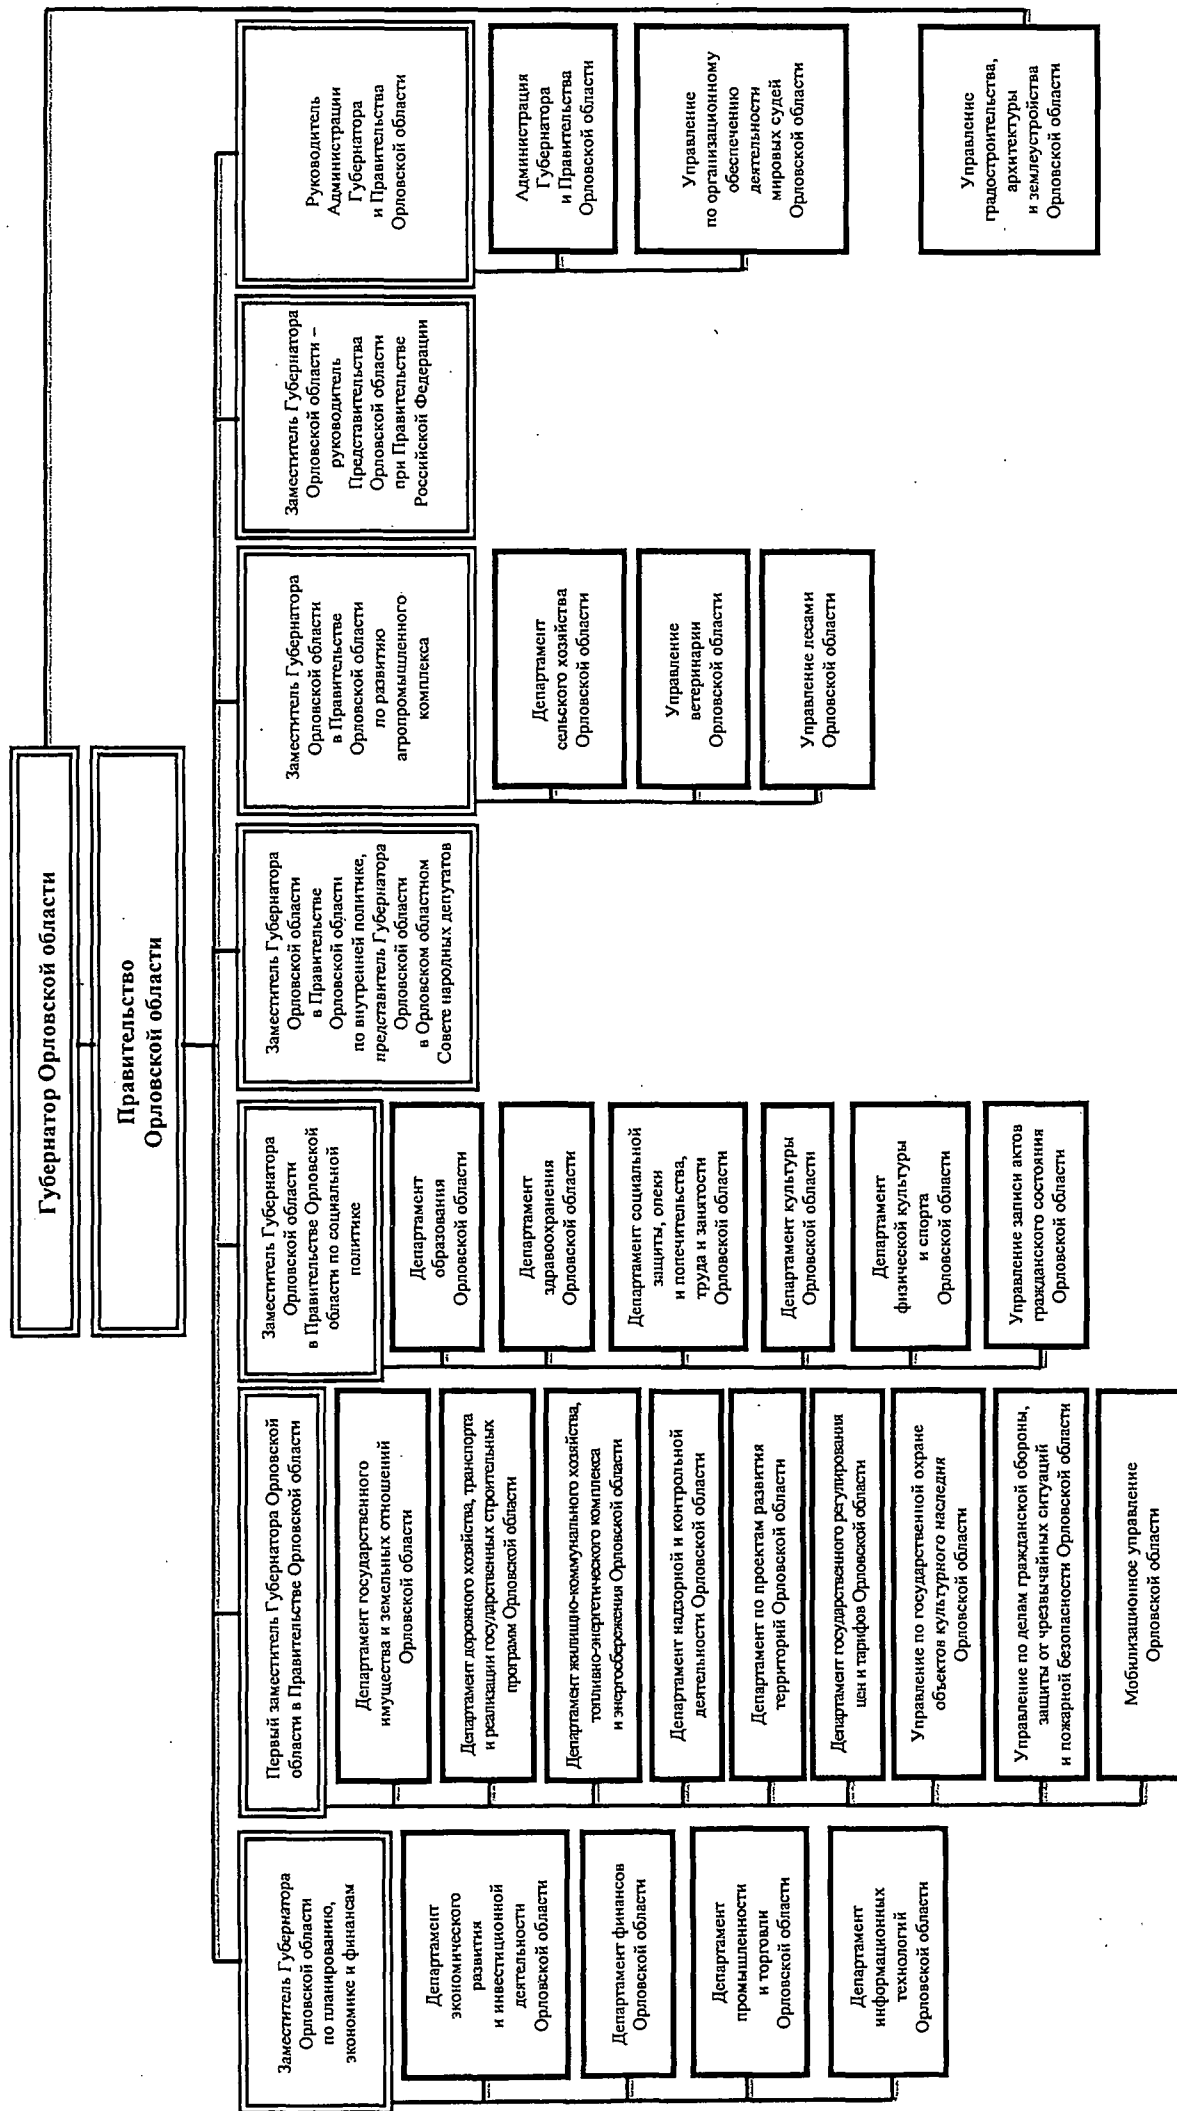 Губернатор Орловской области
Правительство
Орловской области
Заместитель Губернатора
Орловской области
по планированию,
экономике и финансам
Департамент
экономического
развития
и инвестиционной
деятельности
Орловской области
Департамент финансов
Орловской области
Департамент
промышленности
и торговли
Орловской области
Департамент
информационных
технологий
Орловской области
Первый заместитель Губернатора Орловской
области в Правительстве Орловской области
Департамент государственного
имущества и земельных отношений
Орловской области
Департамент дорожного хозяйства, транспорта
и реализации государственных строительных
программ Орловской области
Департамент жилищно-коммунального хозяйства,
топливно-энергетического комплекса
и энергосбережения Орловской области
Департамент надзорной и контрольной
деятельности Орловской области
Департамент по проектам развития
территорий Орловской области
Департамент государственного регулирования
цен и тарифов Орловской области
Управление по государственной охране
объектов культурного наследия
Орловской области
Управление по делам гражданской обороны,
защиты от чрезвычайных ситуаций
и пожарной безопасности Орловской области
Мобилизационное управление
Орловской области
Заместитель Губернатора
Орловской области
в Правительстве Орловской
области по социальной
политике
Департамент
образования
Орловской области
Департамент
здравоохранения
Орловской области
Департамент социальной
защиты, опеки
и попечительства,
труда и занятости
Орловской области
Департамент культуры
Орловской области
Департамент
физической культуры
и спорта
Орловской области
Управление записи актов
гражданского состояния
Орловской области
Заместитель Губернатора
Орловской области
в Правительстве
Орловской области
по внутренней политике,
представитель Губернатора
Орловской области
в Орловском областном
Совете народных депутатов
Заместитель Губернатора
Орловской области
в Правительстве
Орловской области
по развитию
агропромышленного
комплекса
Департамент
сельского хозяйства
Орловской области
Управление
ветеринарии
Орловской области
Управление лесами
Орловской области
Заместитель Губернатора
Орловской области –
руководитель
Представительства
Орловской области
при Правительстве
Российской Федерации
Руководитель
Администрации
Губернатора
и Правительства
Орловской области
Администрация
Губернатора
и Правительства
Орловской области
Управление
по организационному
обеспечению
деятельности
мировых судей
Орловской области
Управление
градостроительства,
архитектуры
и землеустройства
Орловской области